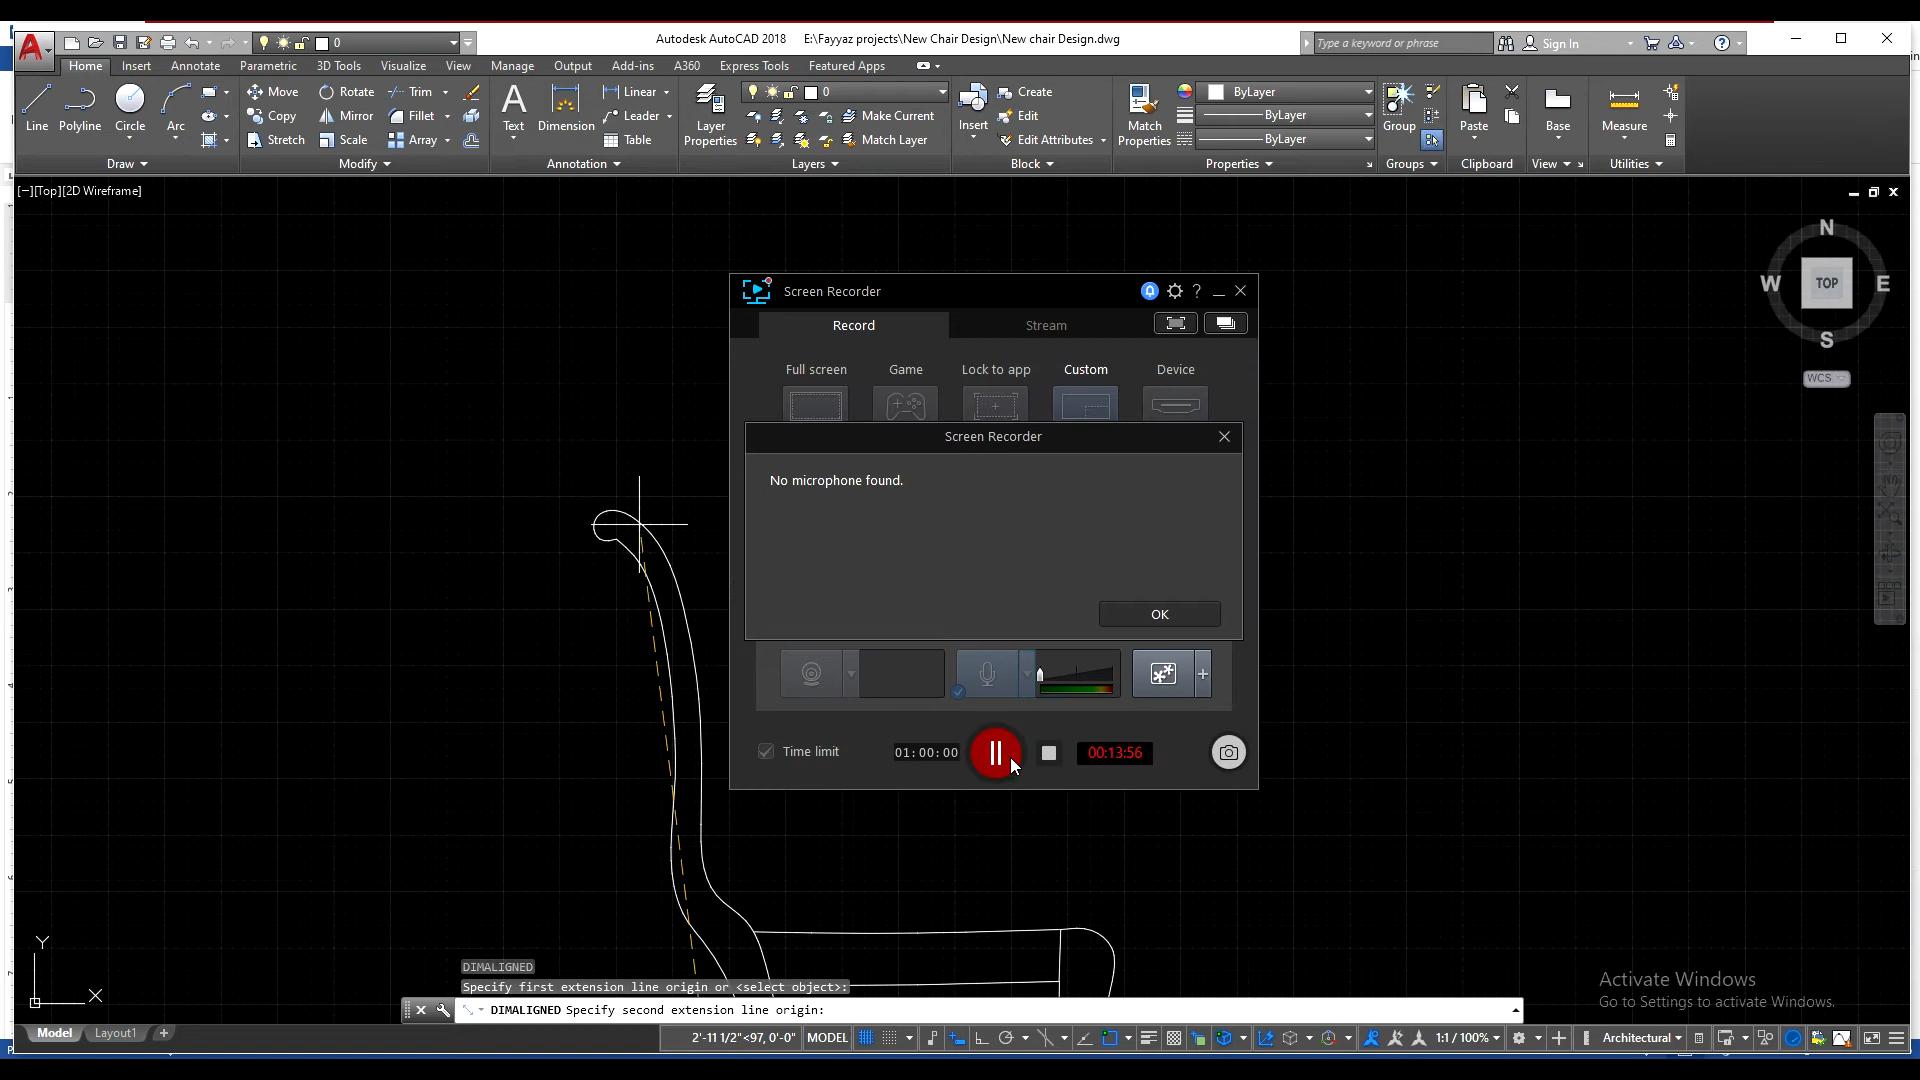 Autodesk AutoCAD 2018 E:\Fayyaz projects\New Chair Design\New chair Design.dwg
Type a keyword or phrase
Sign In
0
Home Insert Annotate Parametric 3D Tools Visualize View Manage Output Add-ins A360 Express Tools Featured Apps
Line Polyline Circle Arc
Move Rotate Trim
Copy Mirror Fillet
Stretch Scale Array
Text Dimension
Linear
Leader
Table
Layer Properties
0
Make Current
Match Layer
Insert
Create
Edit
Edit Attributes
Match Properties
ByLayer
ByLayer
ByLayer
Group
Paste
Base
Measure
Draw Modify Annotation Layers Block Properties Groups Clipboard View Utilities
[−][Top][2D Wireframe]
N
W TOP E
S
WCS
Screen Recorder
Record Stream
Full screen Game Lock to app Custom Device
Screen Recorder
No microphone found.
OK
Time limit 01:00:00 00:13:56
Y
X
DIMALIGNED
Specify first extension line origin or <select object>:
DIMALIGNED Specify second extension line origin:
Activate Windows
Go to Settings to activate Windows.
Model Layout1
2'-11 1/2"<97, 0'-0" MODEL 1:1 / 100% Architectural